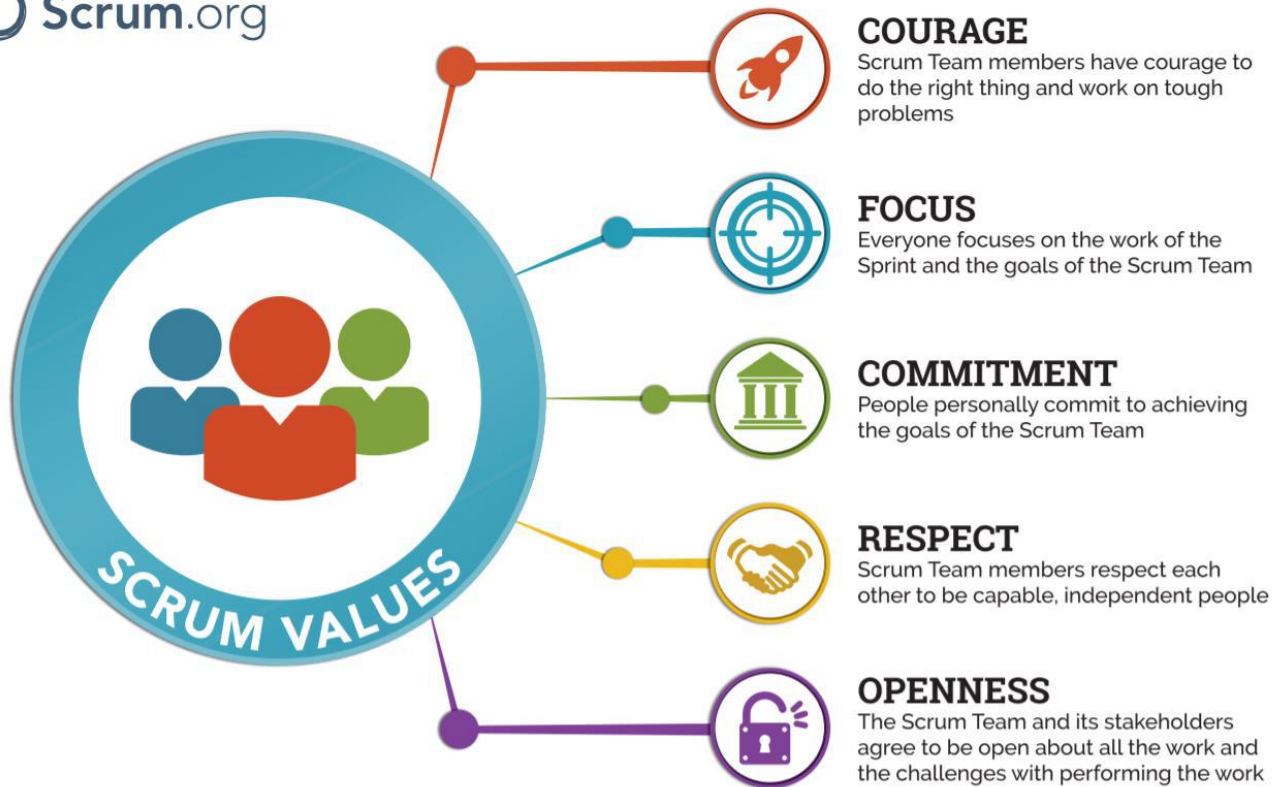 Scrum.org
COURAGE
Scrum Team members have courage to
do the right thing and work on tough
problems
FOCUS
Everyone focuses on the work of the
Sprint and the goals of the Scrum Team
COMMITMENT
People personally commit to achieving
the goals of the Scrum Team
RESPECT
Scrum Team members respect each
other to be capable, independent people
SCRUM VALUES
OPENNESS
The Scrum Team and its stakeholders
agree to be open about all the work and
the challenges with performing the work